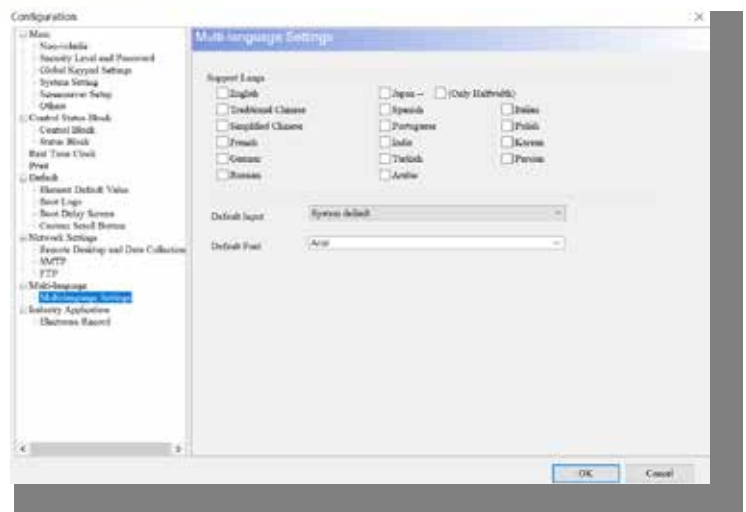 Configuration
Main
Non-volatile
Security Level and Password
Global Keypad Settings
System Setting
Screensaver Setup
Others
Control Status Block
Control Block
Status Block
Real Time Clock
Print
Default
Element Default Value
Boot Logo
Boot Delay Screen
Custom Scroll Button
Network Settings
Remote Desktop and Data Collection
SMTP
FTP
Multi-language
Multi-language Settings
Industry Application
Electronic Record
Multi-language Settings
Support Langs
English
Japan -- (Only Halfwidth)
Traditional Chinese
Spanish
Italian
Simplified Chinese
Portuguese
Polish
French
India
Korean
German
Turkish
Persian
Russian
Arabic
Default Input
System default
Default Font
Arial
OK
Cancel